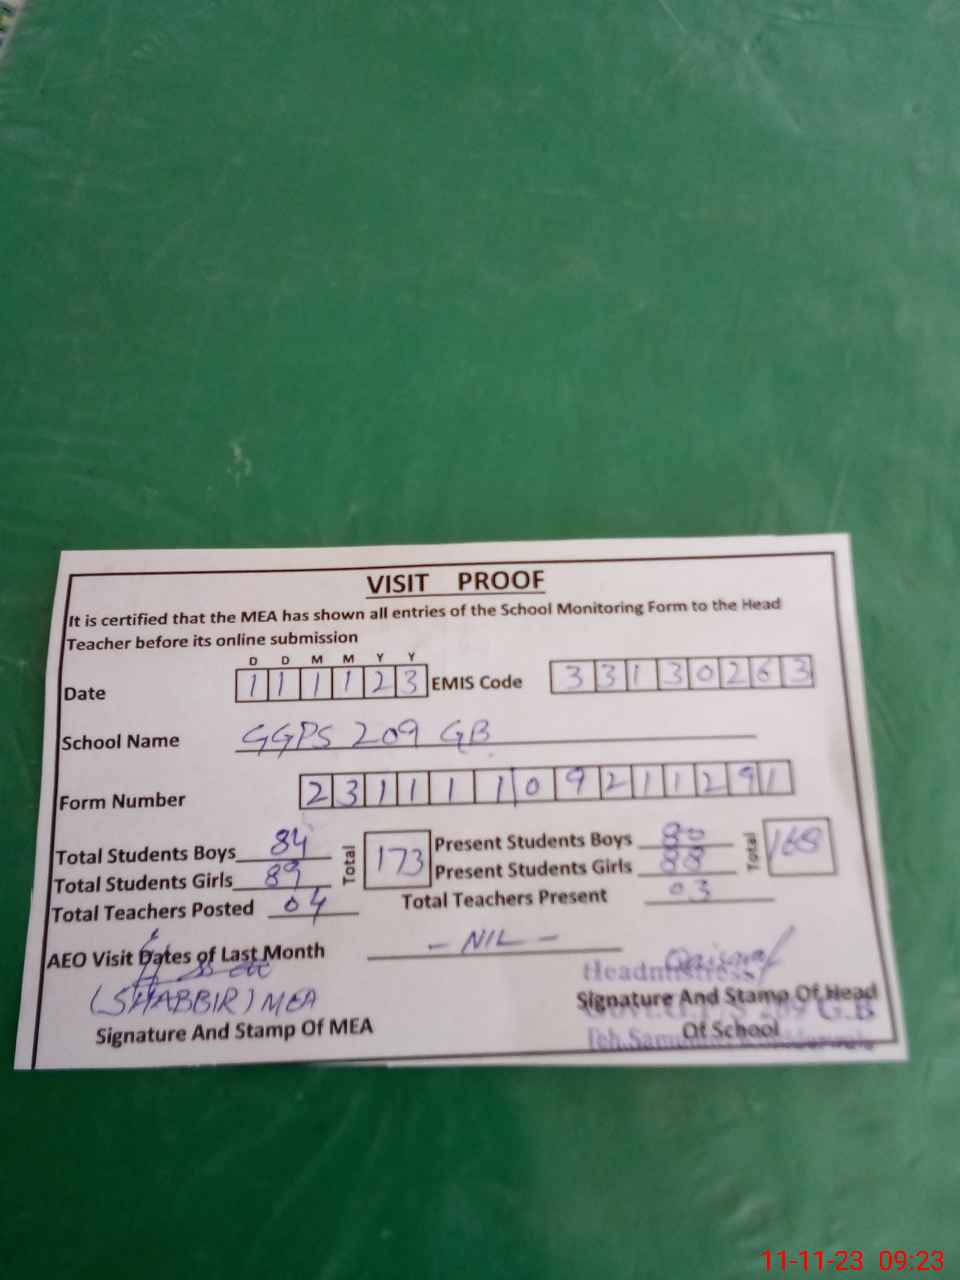 VISIT PROOF
It is certified that the MEA has shown all entries of the School Monitoring Form to the Head
Teacher before its online submission
D D M M Y Y
Date 1 1 1 1 2 3 EMIS Code 3 3 1 3 0 2 6 3
School Name GGPS 209 GB
Form Number 2 3 1 1 1 1 0 9 2 1 1 2 9 1
Total Students Boys 84 Total 173 Present Students Boys 80 Total 168
Total Students Girls 89 Present Students Girls 88
Total Teachers Posted 04 Total Teachers Present 03
AEO Visit Dates of Last Month - NIL -
Headmistress
(SHABBIR) MEA
Signature And Stamp Of MEA
Signature And Stamp Of Head
Of School
209 G.B
11-11-23 09:23